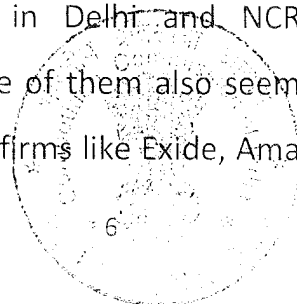 in Delhi and NCR
e of them also seem
firms like Exide, Ama
6